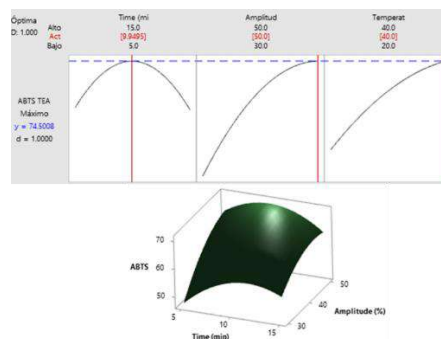 Óptima
D: 1.000
Alto
Act
Bajo
Time (mi
15.0
[9.9495]
5.0
Amplitud
50.0
[50.0]
30.0
Temperat
40.0
[40.0]
20.0
ABTS TEA
Máximo
y = 74.5008
d = 1.0000
70
60
50
ABTS
5
10
15
Time (min)
30
40
50
Amplitude (%)